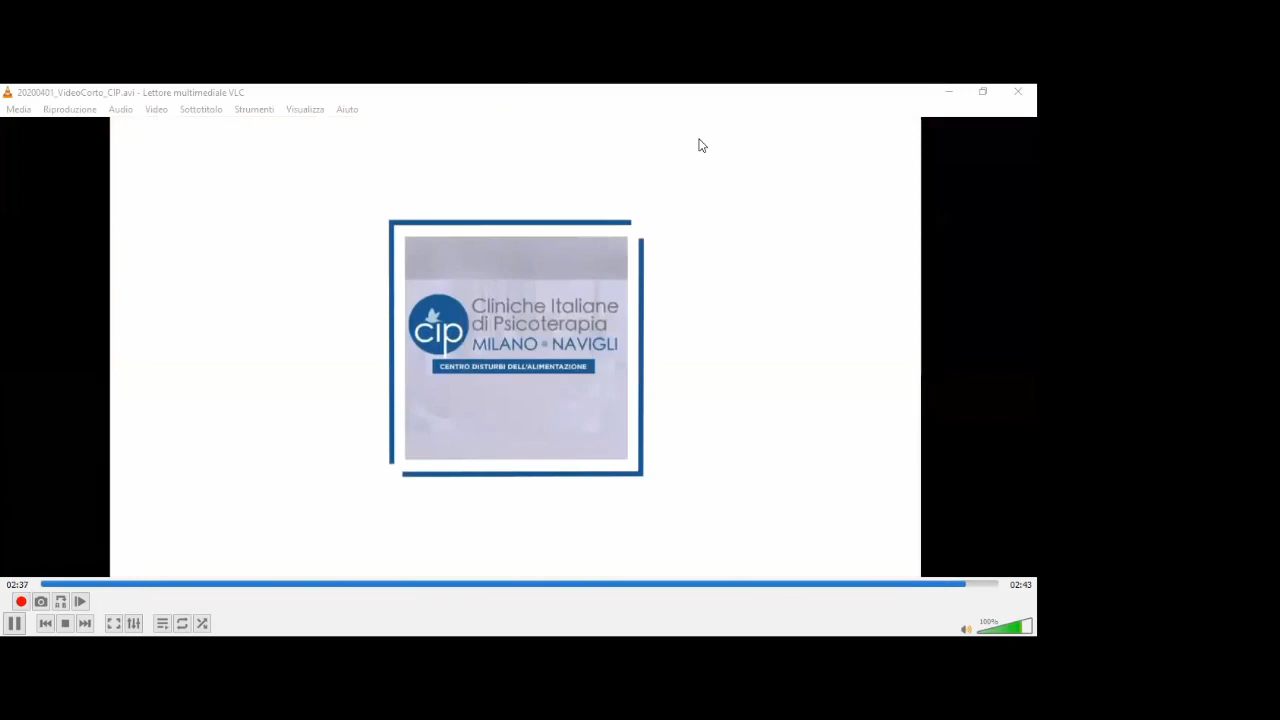 20200401_VideoCorto_CIP.avi - Lettore multimediale VLC
Media Riproduzione Audio Video Sottotitolo Strumenti Visualizza Aiuto
cip
Cliniche Italiane
di Psicoterapia
MILANO • NAVIGLI
CENTRO DISTURBI DELL'ALIMENTAZIONE
02:37
02:43
100%